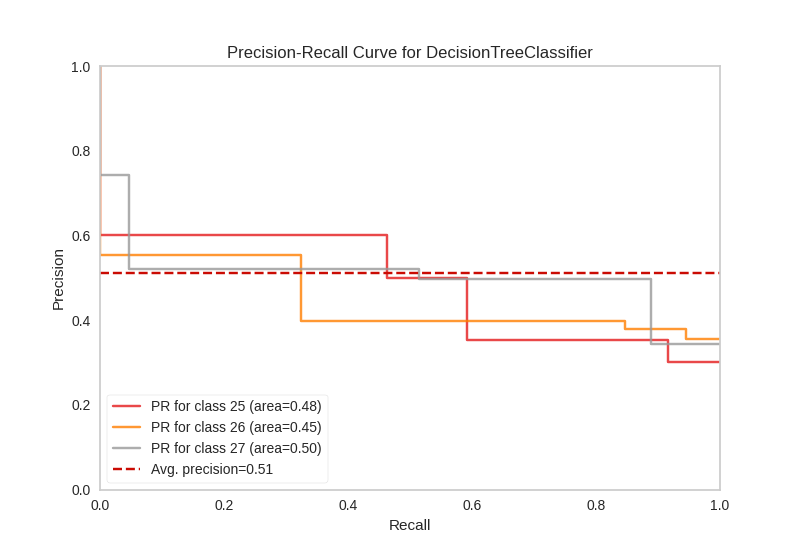 Precision-Recall Curve for DecisionTreeClassifier
1.0
0.8
0.6
0.4
0.2
0.0
Precision
PR for class 25 (area=0.48)
PR for class 26 (area=0.45)
PR for class 27 (area=0.50)
Avg. precision=0.51
0.0 0.2 0.4 0.6 0.8 1.0
Recall